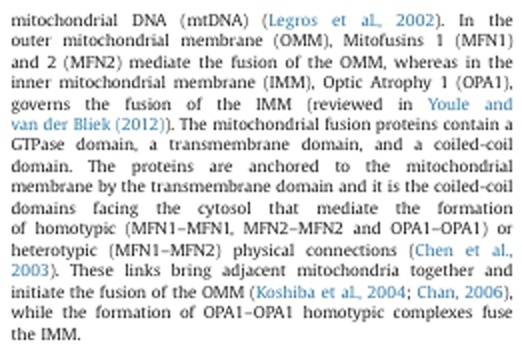 mitochondrial DNA (mtDNA) (Legros et al., 2002). In the
outer mitochondrial membrane (OMM), Mitofusins 1 (MFN1)
and 2 (MFN2) mediate the fusion of the OMM, whereas in the
inner mitochondrial membrane (IMM), Optic Atrophy 1 (OPA1),
governs the fusion of the IMM (reviewed in Youle and
van der Bliek (2012)). The mitochondrial fusion proteins contain a
GTPase domain, a transmembrane domain, and a coiled-coil
domain. The proteins are anchored to the mitochondrial
membrane by the transmembrane domain and it is the coiled-coil
domains facing the cytosol that mediate the formation
of homotypic (MFN1–MFN1, MFN2–MFN2 and OPA1–OPA1) or
heterotypic (MFN1–MFN2) physical connections (Chen et al.,
2003). These links bring adjacent mitochondria together and
initiate the fusion of the OMM (Koshiba et al., 2004; Chan, 2006),
while the formation of OPA1–OPA1 homotypic complexes fuse
the IMM.